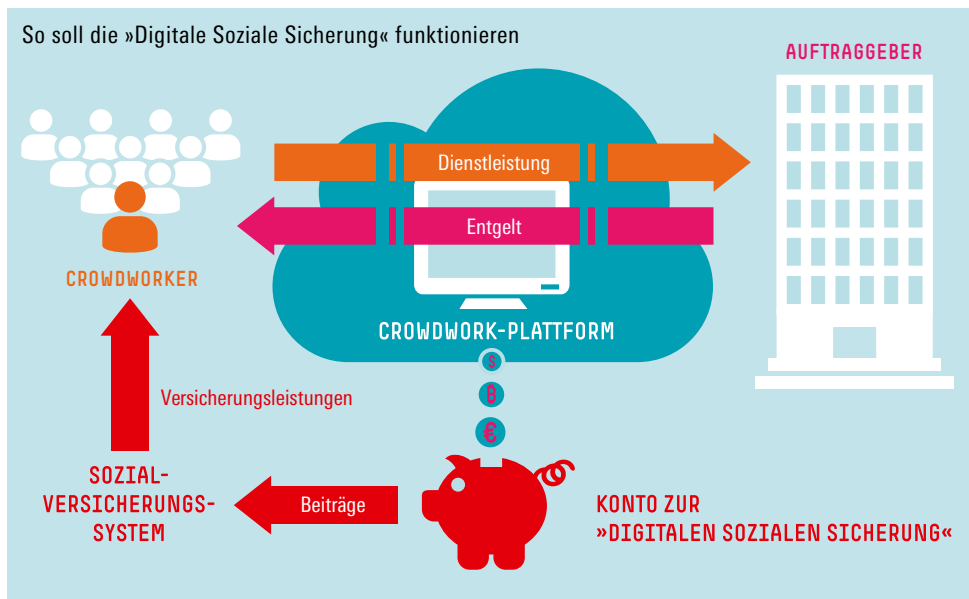 So soll die »Digitale Soziale Sicherung« funktionieren
AUFTRAGGEBER
Dienstleistung
Entgelt
CROWDWORKER
CROWDWORK-PLATTFORM
$
B
€
Versicherungsleistungen
SOZIAL-
VERSICHERUNGS-
SYSTEM
Beiträge
KONTO ZUR
»DIGITALEN SOZIALEN SICHERUNG«